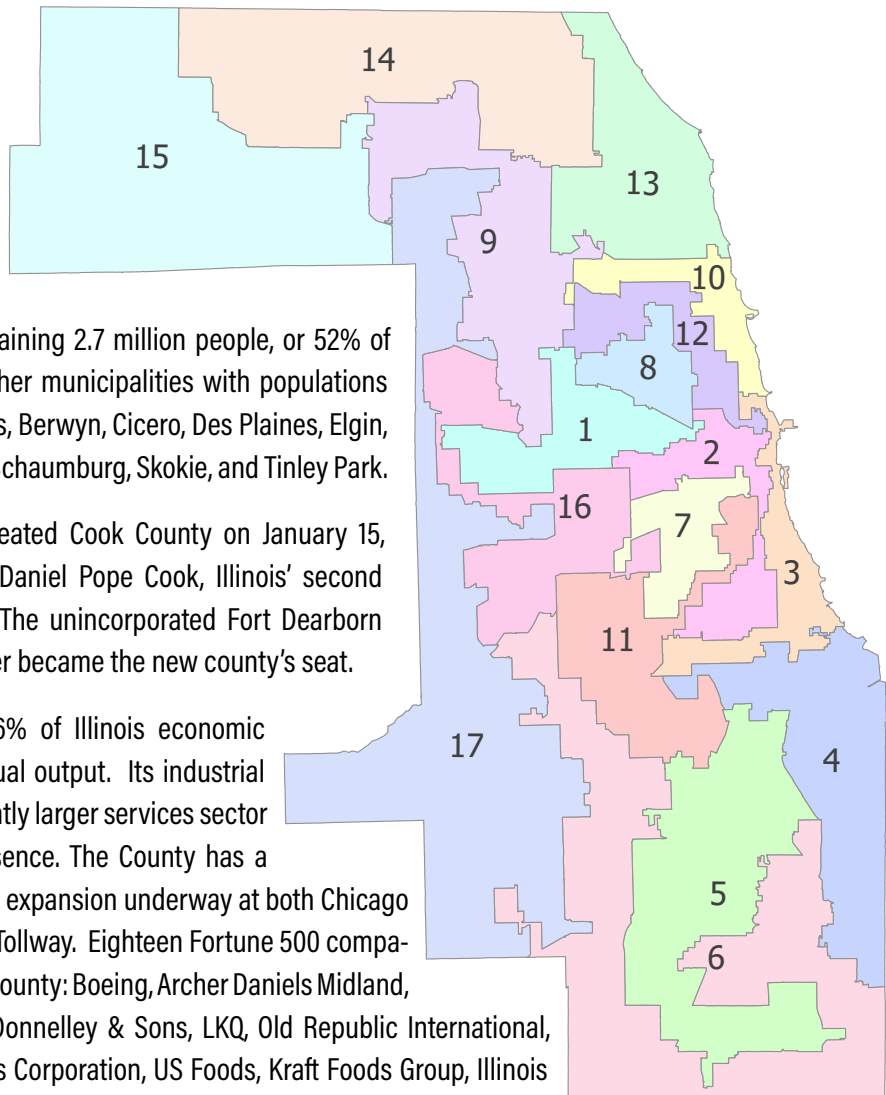 14
15
13
9
10
12
8
1
2
16
7
3
11
17
4
5
6
aining 2.7 million people, or 52% of
her municipalities with populations
s, Berwyn, Cicero, Des Plaines, Elgin,
Schaumburg, Skokie, and Tinley Park.
eated Cook County on January 15,
Daniel Pope Cook, Illinois’ second
The unincorporated Fort Dearborn
er became the new county’s seat.
6% of Illinois economic
ual output. Its industrial
ntly larger services sector
sence. The County has a
expansion underway at both Chicago
Tollway. Eighteen Fortune 500 compa-
ounty: Boeing, Archer Daniels Midland,
Donnelley & Sons, LKQ, Old Republic International,
s Corporation, US Foods, Kraft Foods Group, Illinois